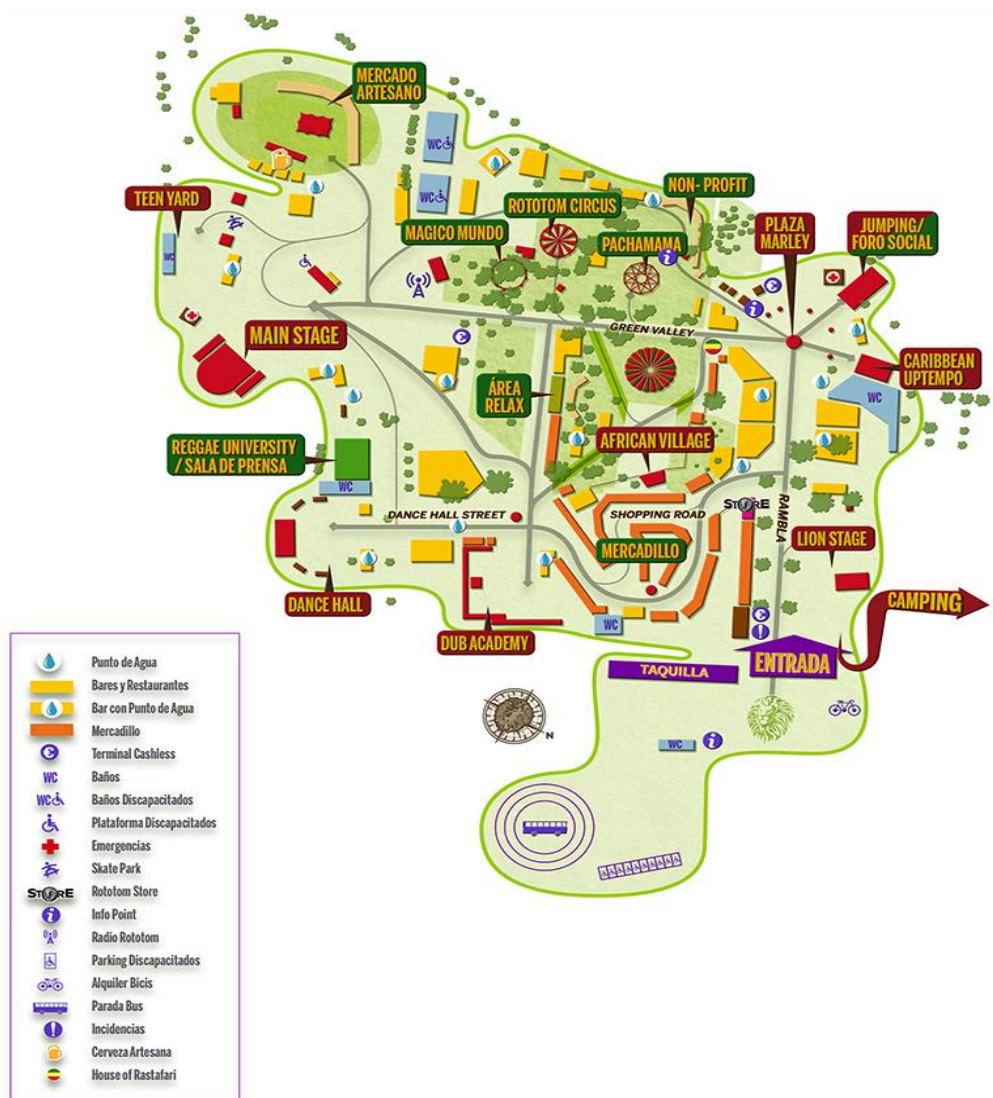 MERCADO
ARTESANO
WC
WC
TEEN YARD
WC
ROTOTOM CIRCUS
MAGICO MUNDO
NON- PROFIT
PACHAMAMA
PLAZA
MARLEY
JUMPING/
FORO SOCIAL
GREEN VALLEY
MAIN STAGE
CARIBBEAN
UPTEMPO
WC
ÁREA
RELAX
AFRICAN VILLAGE
REGGAE UNIVERSITY
/ SALA DE PRENSA
WC
DANCE HALL STREET
SHOPPING ROAD
STORE
RAMBLA
MERCADILLO
LION STAGE
DANCE HALL
DUB ACADEMY
WC
CAMPING
TAQUILLA
ENTRADA
WC
N
Punto de Agua
Bares y Restaurantes
Bar con Punto de Agua
Mercadillo
Terminal Cashless
WC Baños
WC Baños Discapacitados
Plataforma Discapacitados
Emergencias
Skate Park
STORE Rototom Store
i Info Point
Radio Rototom
Parking Discapacitados
Alquiler Bicis
Parada Bus
! Incidencias
Cerveza Artesana
House of Rastafari